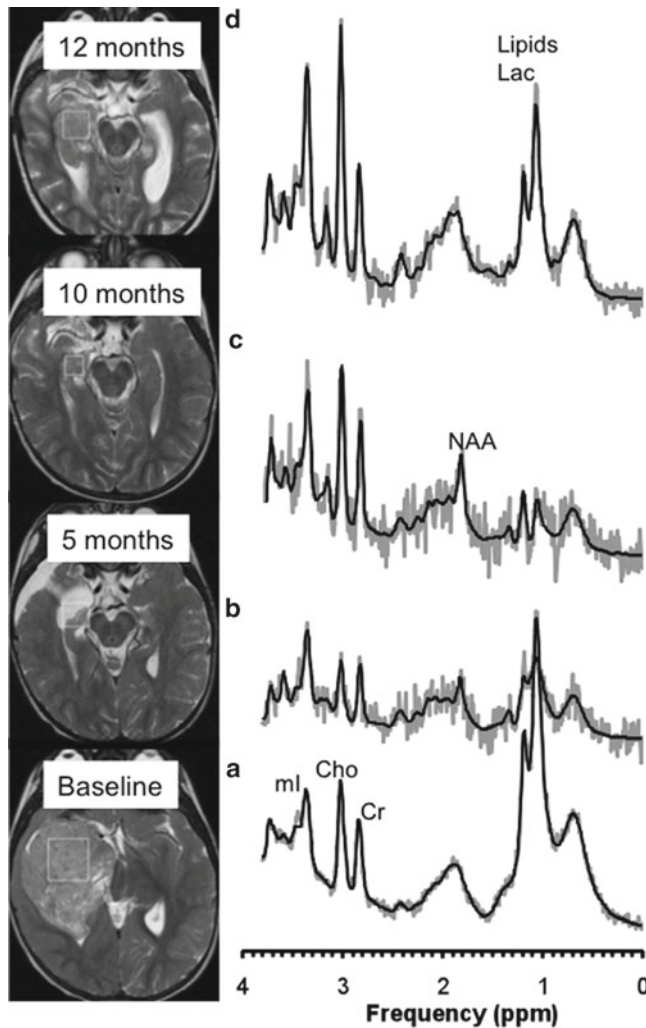 12 months
d
Lipids
Lac
10 months
c
NAA
5 months
b
Baseline
a
mI
Cho
Cr
4 3 2 1 0
Frequency (ppm)